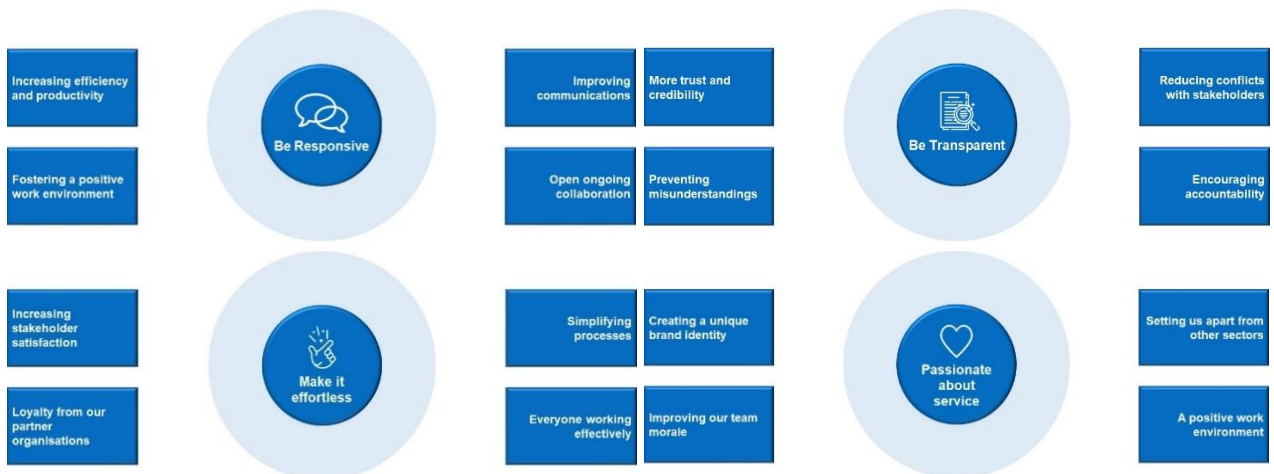 Increasing efficiency
and productivity
Fostering a positive
work environment
Be Responsive
Improving
communications
Open ongoing
collaboration
More trust and
credibility
Preventing
misunderstandings
Be Transparent
Reducing conflicts
with stakeholders
Encouraging
accountability
Increasing
stakeholder
satisfaction
Loyalty from our
partner
organisations
Make it
effortless
Simplifying
processes
Everyone working
effectively
Creating a unique
brand identity
Improving our team
morale
Passionate
about
service
Setting us apart from
other sectors
A positive work
environment